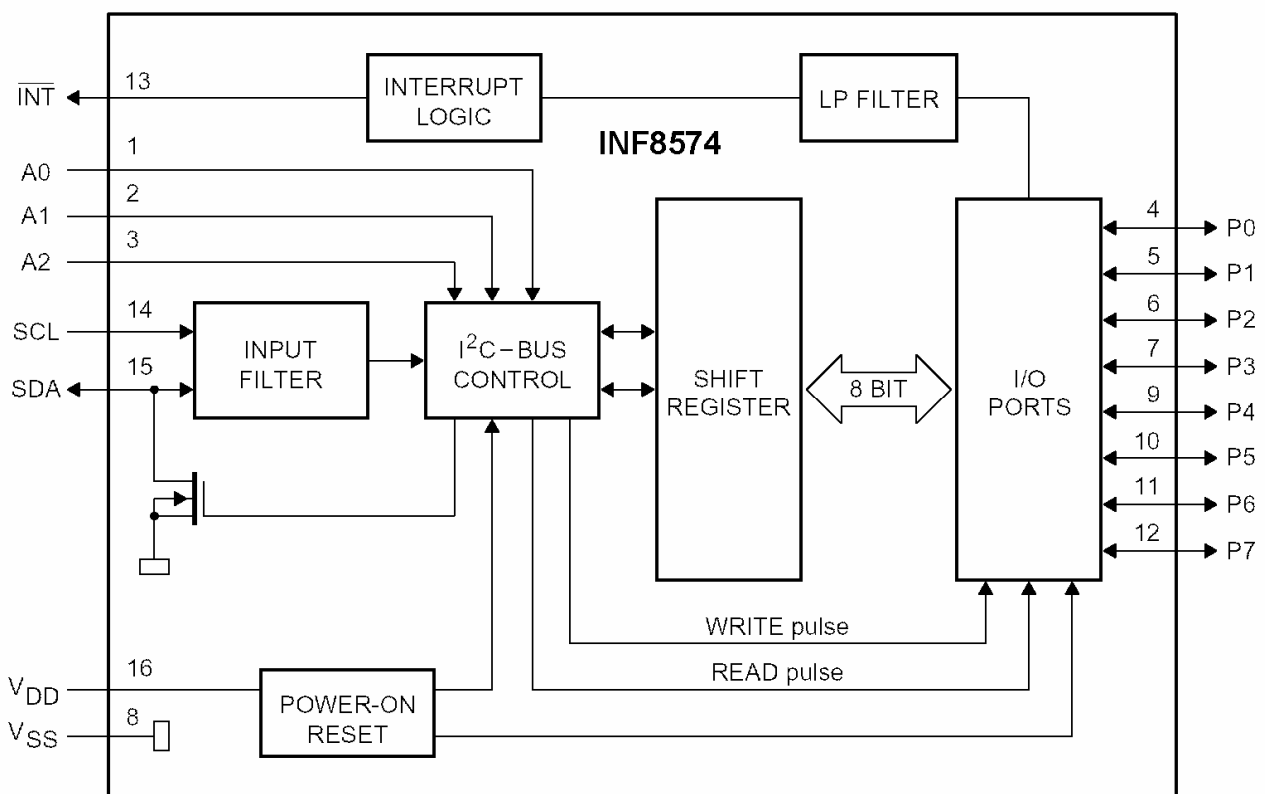 13
INT
INTERRUPT
LOGIC
LP FILTER
INF8574
1
A0
2
A1
3
A2
14
SCL
15
SDA
INPUT
FILTER
I²C–BUS
CONTROL
SHIFT
REGISTER
8 BIT
I/O
PORTS
4
P0
5
P1
6
P2
7
P3
9
P4
10
P5
11
P6
12
P7
WRITE pulse
READ pulse
16
VDD
8
VSS
POWER-ON
RESET